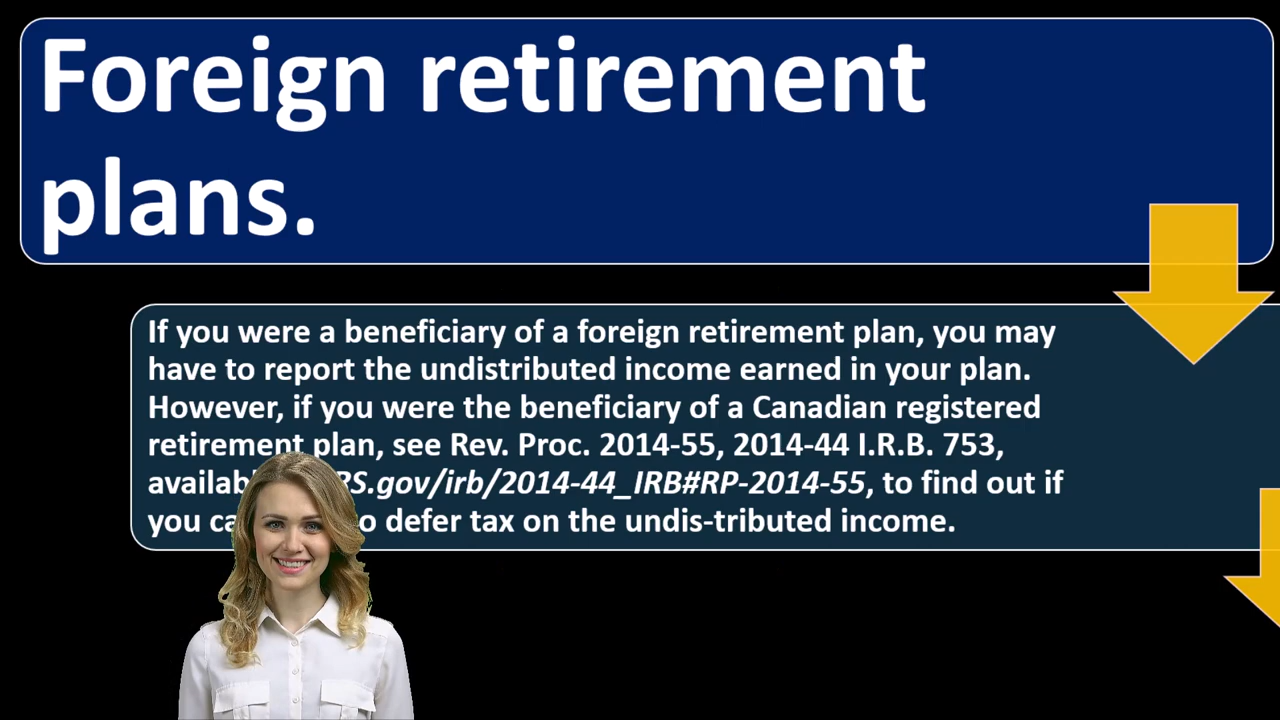 Foreign retirement
plans.
If you were a beneficiary of a foreign retirement plan, you may
have to report the undistributed income earned in your plan.
However, if you were the beneficiary of a Canadian registered
retirement plan, see Rev. Proc. 2014-55, 2014-44 I.R.B. 753,
availab RS.gov/irb/2014-44_IRB#RP-2014-55, to find out if
you ca o defer tax on the undis-tributed income.